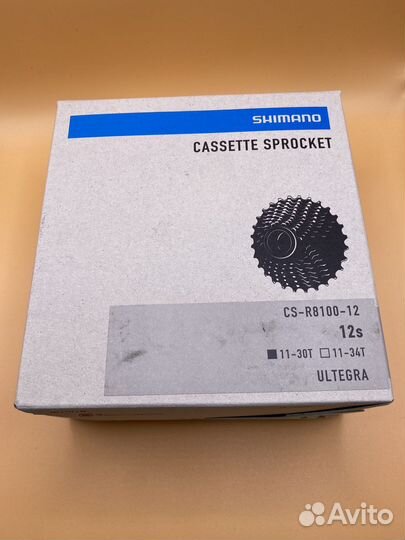 SHIMANO
CASSETTE SPROCKET
CS-R8100-12
12s
■ 11-30T □ 11-34T
ULTEGRA
Avito